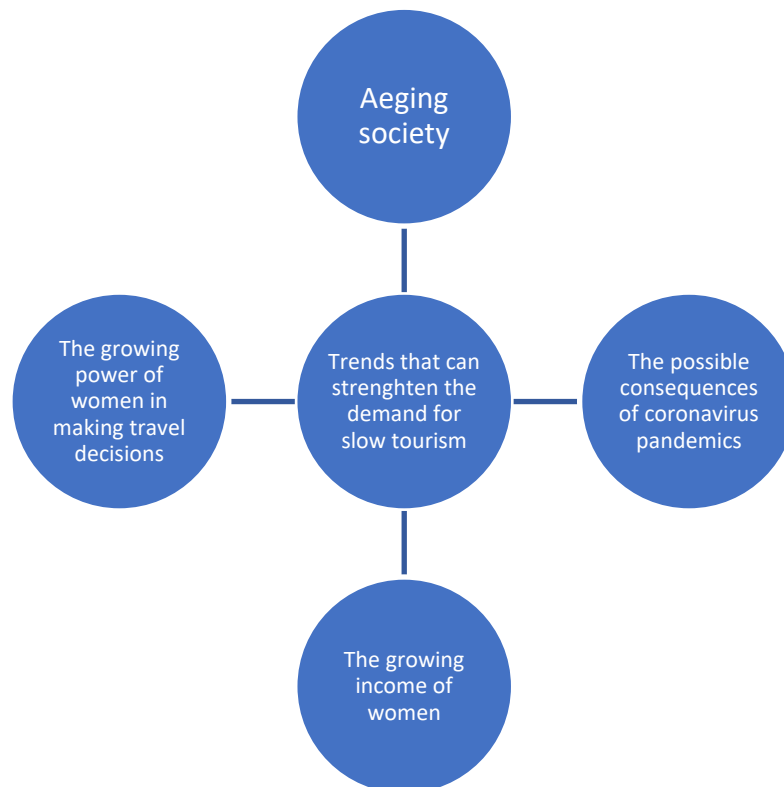 Aeging
society
The growing
power of
women in
making travel
decisions
Trends that can
strenghten the
demand for
slow tourism
The possible
consequences
of coronavirus
pandemics
The growing
income of
women